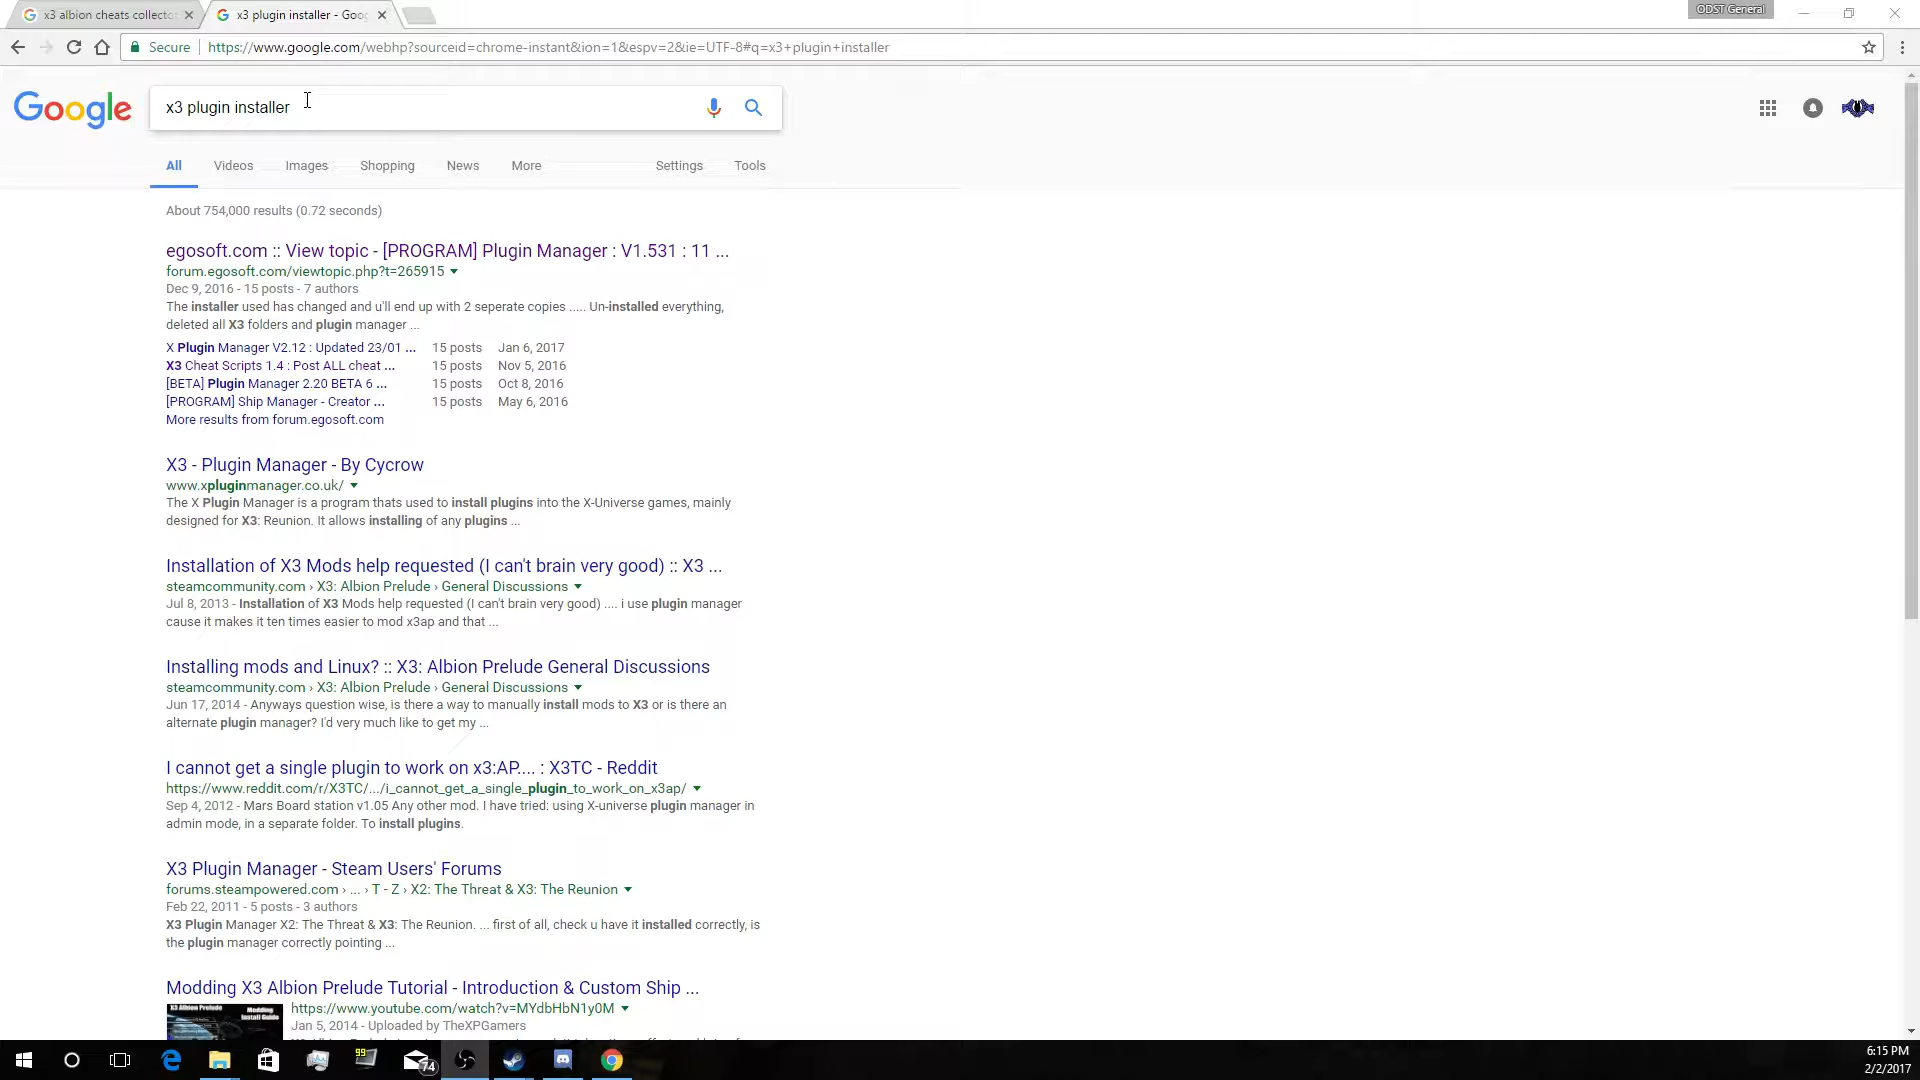 x3 albion cheats collecto
x3 plugin installer - Goo
ODST General
Secure
https://www.google.com/webhp?sourceid=chrome-instant&ion=1&espv=2&ie=UTF-8#q=x3+plugin+installer
Google
x3 plugin installer
All
Videos
Images
Shopping
News
More
Settings
Tools
About 754,000 results (0.72 seconds)
egosoft.com :: View topic - [PROGRAM] Plugin Manager : V1.531 : 11 ...
forum.egosoft.com/viewtopic.php?t=265915
Dec 9, 2016 - 15 posts - 7 authors
The installer used has changed and u'll end up with 2 seperate copies ..... Un-installed everything,
deleted all X3 folders and plugin manager ...
X Plugin Manager V2.12 : Updated 23/01 ... 15 posts Jan 6, 2017
X3 Cheat Scripts 1.4 : Post ALL cheat ... 15 posts Nov 5, 2016
[BETA] Plugin Manager 2.20 BETA 6 ... 15 posts Oct 8, 2016
[PROGRAM] Ship Manager - Creator ... 15 posts May 6, 2016
More results from forum.egosoft.com
X3 - Plugin Manager - By Cycrow
www.xpluginmanager.co.uk/
The X Plugin Manager is a program thats used to install plugins into the X-Universe games, mainly
designed for X3: Reunion. It allows installing of any plugins ...
Installation of X3 Mods help requested (I can't brain very good) :: X3 ...
steamcommunity.com › X3: Albion Prelude › General Discussions
Jul 8, 2013 - Installation of X3 Mods help requested (I can't brain very good) .... i use plugin manager
cause it makes it ten times easier to mod x3ap and that ...
Installing mods and Linux? :: X3: Albion Prelude General Discussions
steamcommunity.com › X3: Albion Prelude › General Discussions
Jun 17, 2014 - Anyways question wise, is there a way to manually install mods to X3 or is there an
alternate plugin manager? I'd very much like to get my ...
I cannot get a single plugin to work on x3:AP.... : X3TC - Reddit
https://www.reddit.com/r/X3TC/.../i_cannot_get_a_single_plugin_to_work_on_x3ap/
Sep 4, 2012 - Mars Board station v1.05 Any other mod. I have tried: using X-universe plugin manager in
admin mode, in a separate folder. To install plugins.
X3 Plugin Manager - Steam Users' Forums
forums.steampowered.com › ... › T - Z › X2: The Threat & X3: The Reunion
Feb 22, 2011 - 5 posts - 3 authors
X3 Plugin Manager X2: The Threat & X3: The Reunion. ... first of all, check u have it installed correctly, is
the plugin manager correctly pointing ...
Modding X3 Albion Prelude Tutorial - Introduction & Custom Ship ...
X3 Albion Prelude
Modding
Install Guide
https://www.youtube.com/watch?v=MYdbHbN1y0M
Jan 5, 2014 - Uploaded by TheXPGamers
99
74
6:15 PM
2/2/2017